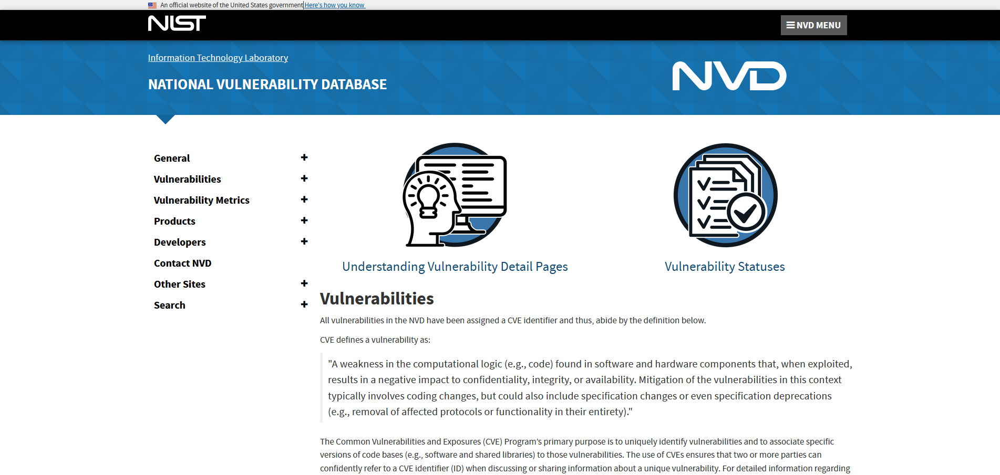 An official website of the United States government Here's how you know
NIST
NVD MENU
Information Technology Laboratory
NATIONAL VULNERABILITY DATABASE
NVD
General
Vulnerabilities
Vulnerability Metrics
Products
Developers
Contact NVD
Other Sites
Search
Understanding Vulnerability Detail Pages
Vulnerability Statuses
Vulnerabilities
All vulnerabilities in the NVD have been assigned a CVE identifier and thus, abide by the definition below.
CVE defines a vulnerability as:
"A weakness in the computational logic (e.g., code) found in software and hardware components that, when exploited,
results in a negative impact to confidentiality, integrity, or availability. Mitigation of the vulnerabilities in this context
typically involves coding changes, but could also include specification changes or even specification deprecations
(e.g., removal of affected protocols or functionality in their entirety)."
The Common Vulnerabilities and Exposures (CVE) Program’s primary purpose is to uniquely identify vulnerabilities and to associate specific
versions of code bases (e.g., software and shared libraries) to those vulnerabilities. The use of CVEs ensures that two or more parties can
confidently refer to a CVE identifier (ID) when discussing or sharing information about a unique vulnerability. For detailed information regarding